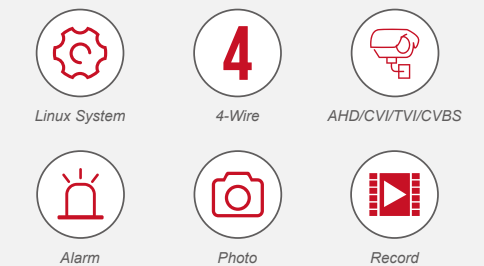 4
Linux System
4-Wire
AHD/CVI/TVI/CVBS
Alarm
Photo
Record